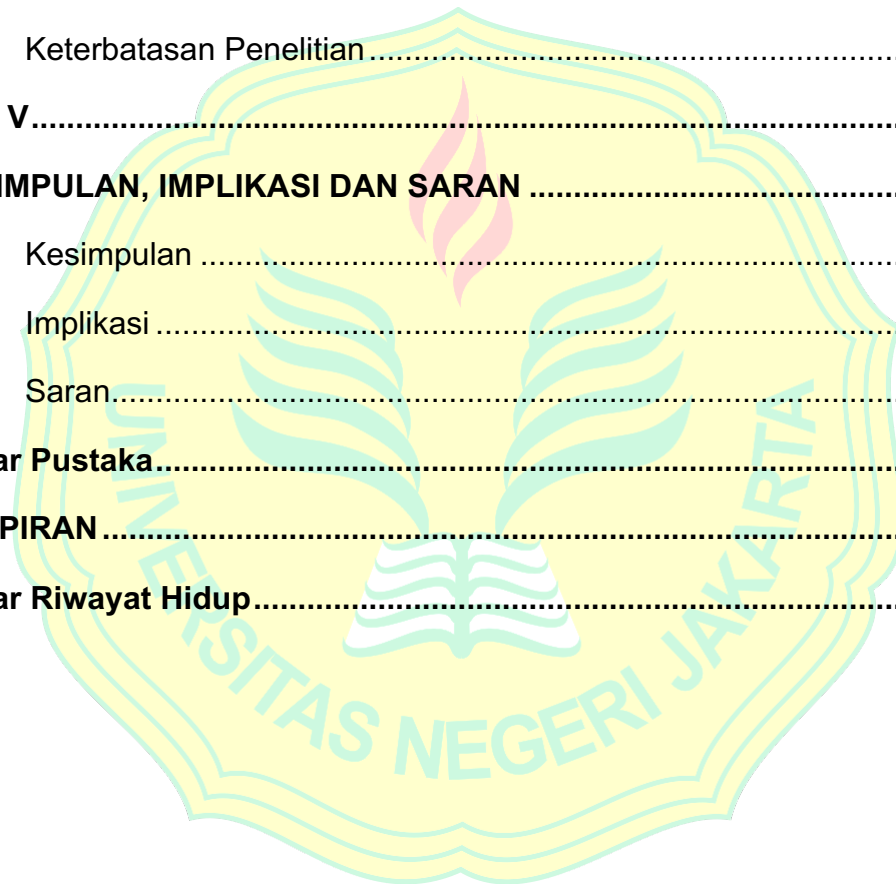 Keterbatasan Penelitian ........................................................................
V....................................................................................................................
IMPULAN, IMPLIKASI DAN SARAN ..................................................
Kesimpulan ...........................................................................................
Implikasi ................................................................................................
Saran.....................................................................................................
ar Pustaka....................................................................................................
PIRAN ..........................................................................................................
ar Riwayat Hidup.........................................................................................
UNIVERSITAS NEGERI JAKARTA